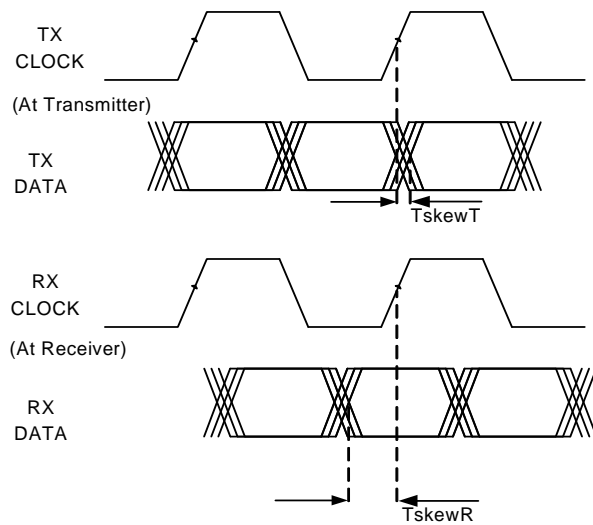 TX
CLOCK
(At Transmitter)
TX
DATA
TskewT
RX
CLOCK
(At Receiver)
RX
DATA
TskewR